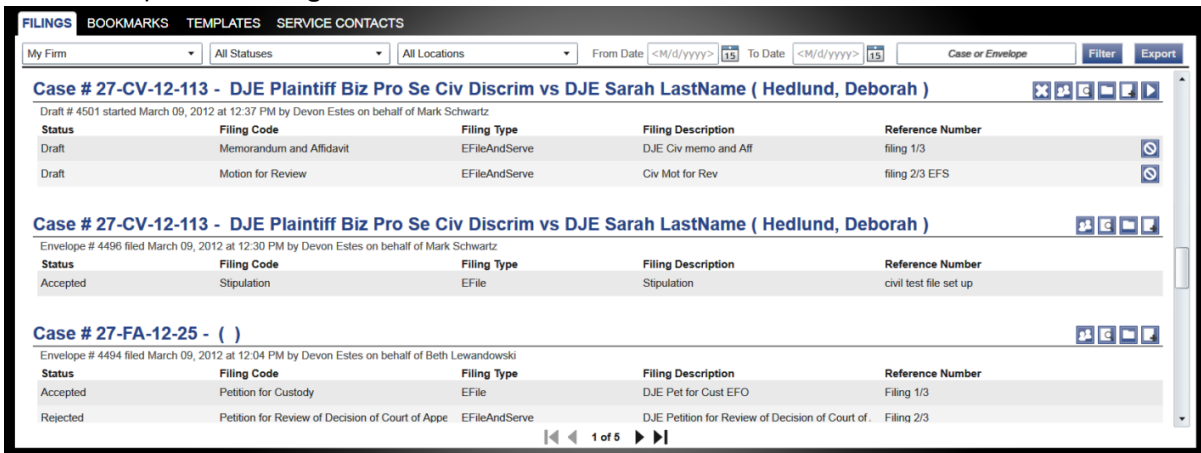 FILINGS BOOKMARKS TEMPLATES SERVICE CONTACTS
My Firm All Statuses All Locations From Date <M/d/yyyy> 15 To Date <M/d/yyyy> 15 Case or Envelope Filter Export
Case # 27-CV-12-113 - DJE Plaintiff Biz Pro Se Civ Discrim vs DJE Sarah LastName ( Hedlund, Deborah )
Draft # 4501 started March 09, 2012 at 12:37 PM by Devon Estes on behalf of Mark Schwartz
Status Filing Code Filing Type Filing Description Reference Number
Draft Memorandum and Affidavit EFileAndServe DJE Civ memo and Aff filing 1/3
Draft Motion for Review EFileAndServe Civ Mot for Rev filing 2/3 EFS
Case # 27-CV-12-113 - DJE Plaintiff Biz Pro Se Civ Discrim vs DJE Sarah LastName ( Hedlund, Deborah )
Envelope # 4496 filed March 09, 2012 at 12:30 PM by Devon Estes on behalf of Mark Schwartz
Status Filing Code Filing Type Filing Description Reference Number
Accepted Stipulation EFile Stipulation civil test file set up
Case # 27-FA-12-25 - ( )
Envelope # 4494 filed March 09, 2012 at 12:04 PM by Devon Estes on behalf of Beth Lewandowski
Status Filing Code Filing Type Filing Description Reference Number
Accepted Petition for Custody EFile DJE Pet for Cust EFO Filing 1/3
Rejected Petition for Review of Decision of Court of Appe EFileAndServe DJE Petition for Review of Decision of Court of. Filing 2/3
1 of 5